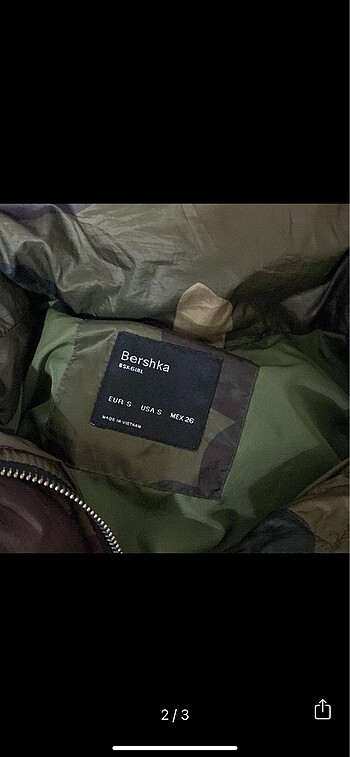 Bershka
BSKGIRL
EUR S USA S MEX 26
MADE IN VIETNAM
2 / 3